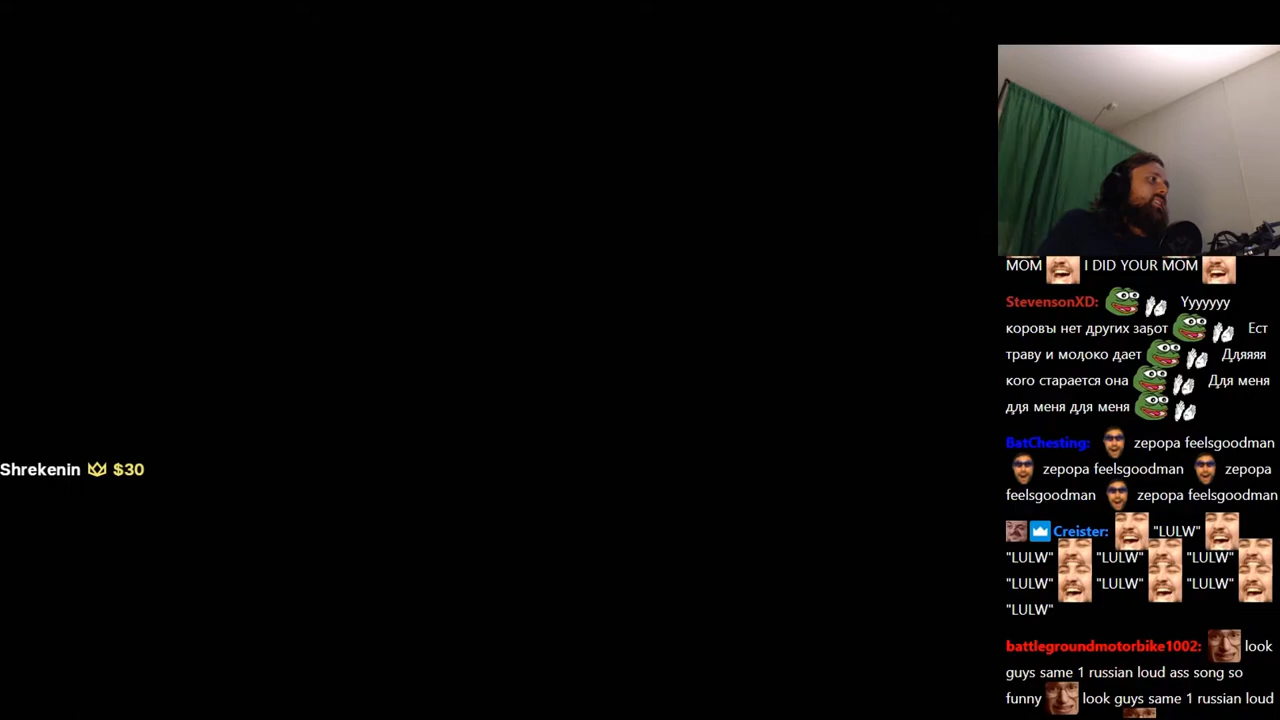 MOM I DID YOUR MOM
StevensonXD: Yyyyyyy
коровы нет других забот Ест
траву и молоко дает Дляяяя
кого старается она Для меня
для меня для меня
BatChesting: zepopa feelsgoodman
zepopa feelsgoodman zepopa
feelsgoodman zepopa feelsgoodman
Shrekenin $30
Creister: "LULW"
"LULW" "LULW" "LULW"
"LULW" "LULW" "LULW"
"LULW"
battlegroundmotorbike1002: look
guys same 1 russian loud ass song so
funny look guys same 1 russian loud